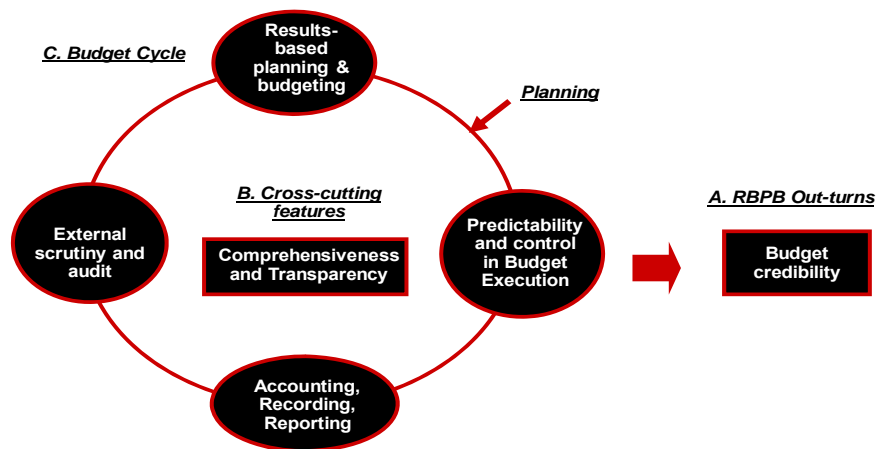 Results-
based
planning &
budgeting
C. Budget Cycle
Planning
B. Cross-cutting
features
A. RBPB Out-turns
External
scrutiny and
audit
Comprehensiveness
and Transparency
Predictability
and control
in Budget
Execution
Budget
credibility
Accounting,
Recording,
Reporting